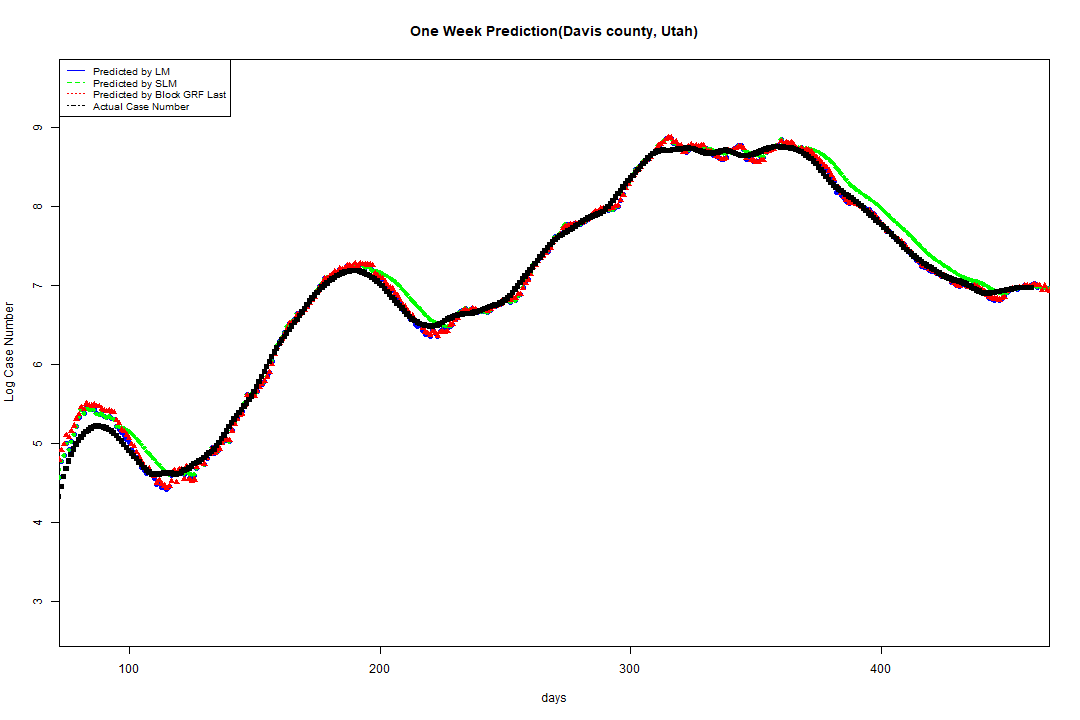 One Week Prediction(Davis county, Utah)
Predicted by LM
Predicted by SLM
Predicted by Block GRF Last
Actual Case Number
9
8
7
6
5
4
3
Log Case Number
100 200 300 400
days